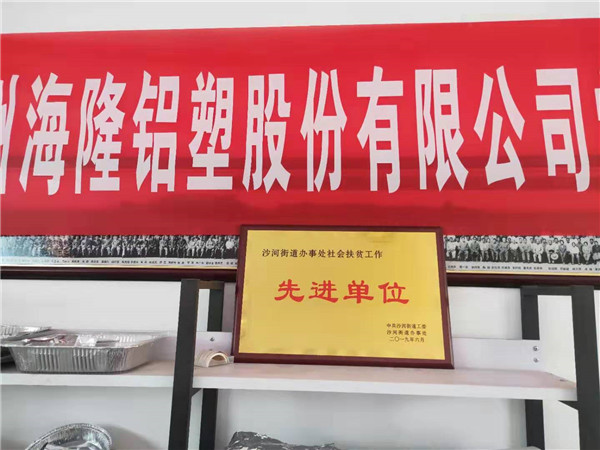 州海隆铝塑股份有限公司
沙河街道办事处社会扶贫工作
先进单位
中共沙河街道工委
沙河街道办事处
二〇一九年六月